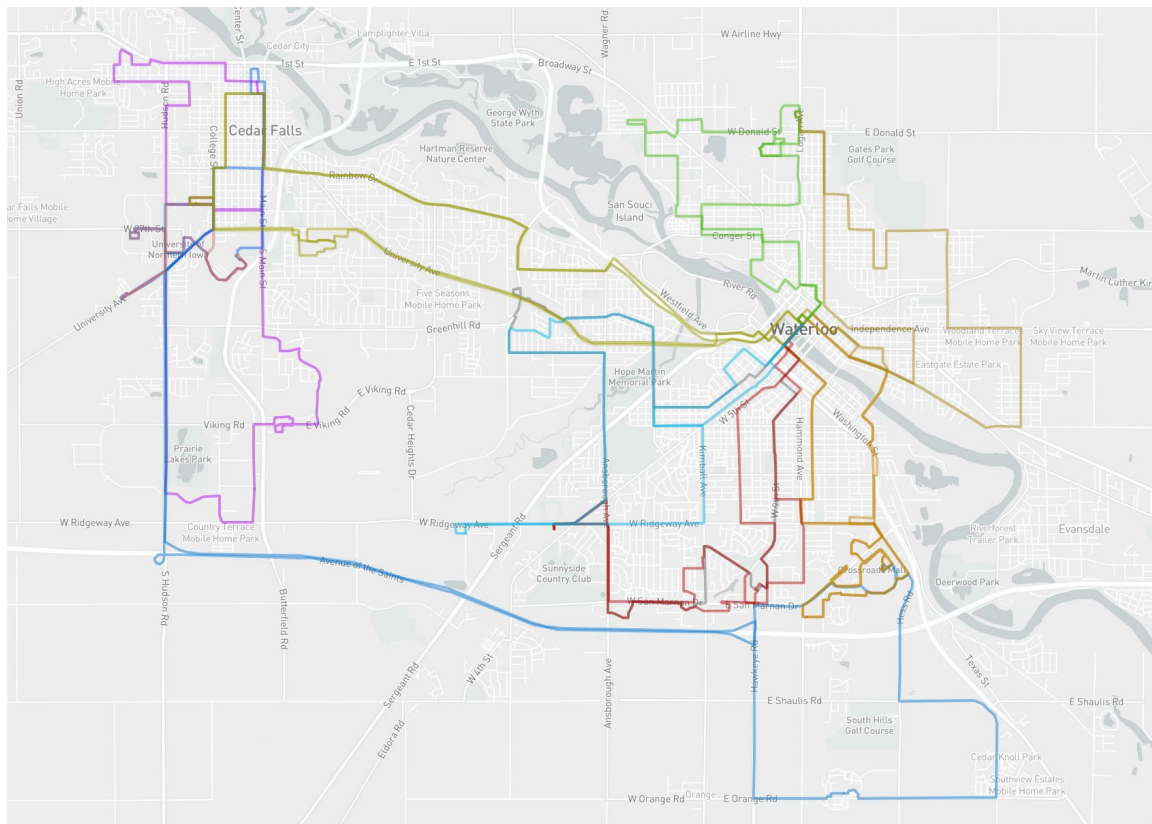 Center St
Wagner Rd
Lamplighter Villa
W Airline Hwy
Cedar City
1st St
E 1st St
Broadway St
High Acres Mobile
Home Park
Union Rd
Hudson Rd
George Wyth
State Park
College St
Cedar Falls
W Donald St
E Donald St
Hartman Reserve
Nature Center
Gates Park
Golf Course
Rainbow Dr
Main St
San Souci
Island
W 27th St
Conger St
University of
Northern Iowa
S Main St
University Ave
River Rd
Martin Luther Kin
University Ave
Five Seasons
Mobile Home Park
Westfield Ave
Greenhill Rd
Waterloo
Independence Ave
Woodland Terraces
Mobile Home Park
Sky View Terrace
Mobile Home Park
Eastgate Estate Park
Hope Martin
Memorial Park
E Viking Rd
Cedar Heights Dr
W 5th St
Washington St
Viking Rd
E Viking Rd
Hammond Ave
Prairie
Lakes Park
Kimball Ave
Ansborough Ave
W Ridgeway Ave
Country Terrace
Mobile Home Park
W Ridgeway Ave
Sergeant Rd
W Ridgeway Ave
Riverforest
Trailer Park
Evansdale
Avenue of the Saints
Sunnyside
Country Club
Crossroads Mall
Deerwood Park
S Hudson Rd
Butterfield Rd
W San Marnan Dr
E San Marnan Dr
Hess Rd
W 4th St
Sergeant Rd
Ansborough Ave
Hawkeye Rd
Texas St
E Shaulis Rd
E Shaulis Rd
South Hills
Golf Course
Eldora Rd
Cedar Knoll Park
Southview Estates
Mobile Home Park
Orange
W Orange Rd
E Orange Rd